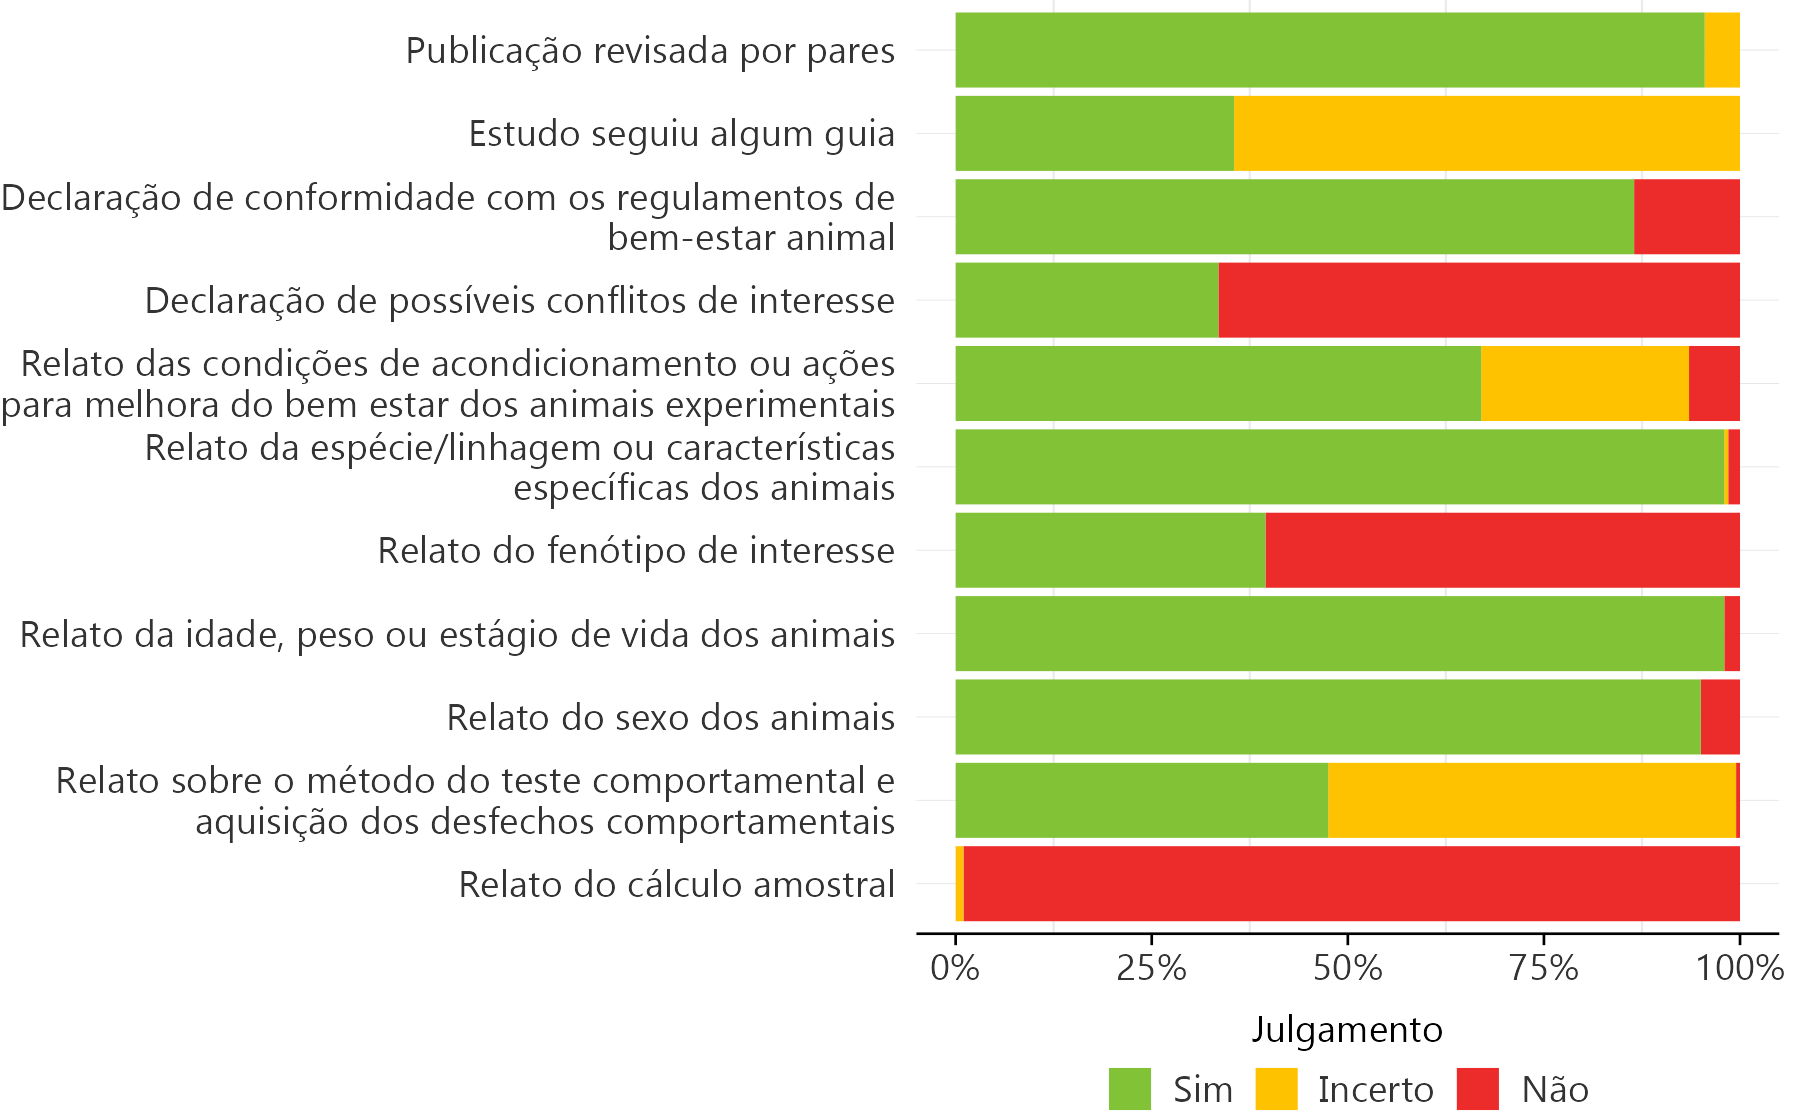 Publicação revisada por pares
Estudo seguiu algum guia
Declaração de conformidade com os regulamentos de
bem-estar animal
Declaração de possíveis conflitos de interesse
Relato das condições de acondicionamento ou ações
para melhora do bem estar dos animais experimentais
Relato da espécie/linhagem ou características
específicas dos animais
Relato do fenótipo de interesse
Relato da idade, peso ou estágio de vida dos animais
Relato do sexo dos animais
Relato sobre o método do teste comportamental e
aquisição dos desfechos comportamentais
Relato do cálculo amostral
0% 25% 50% 75% 100%
Julgamento
Sim Incerto Não